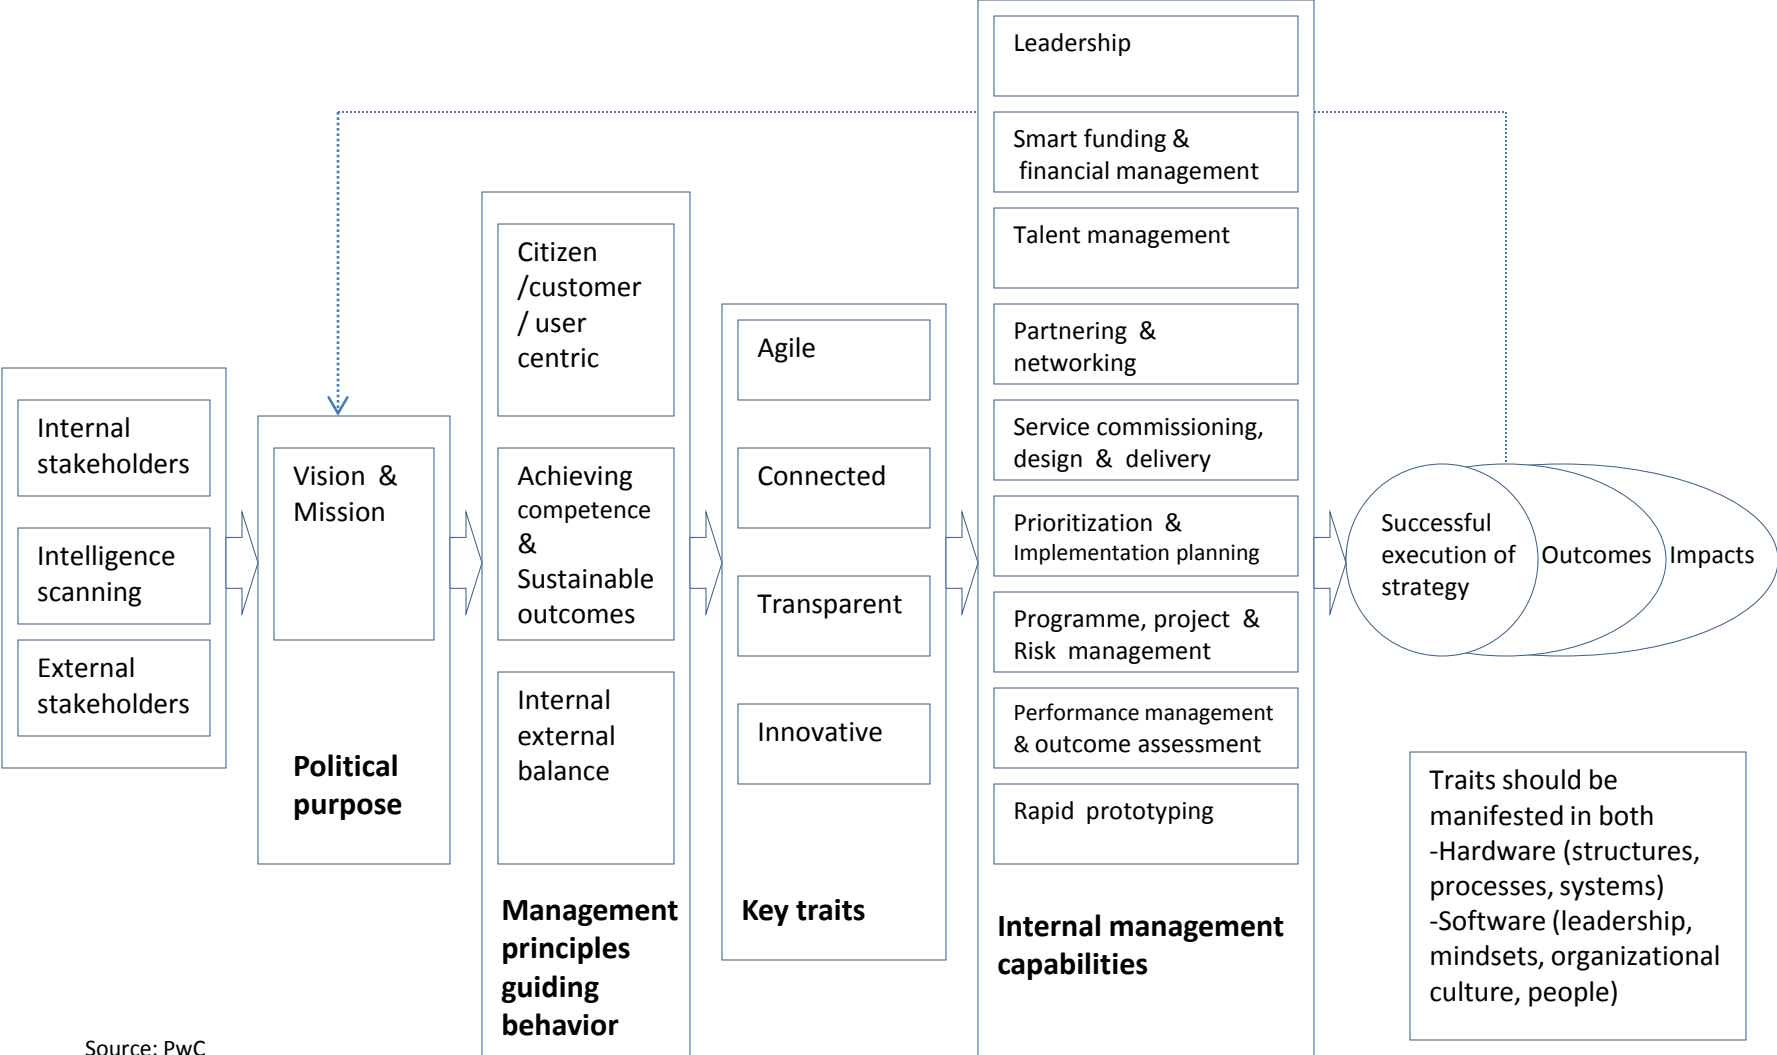 Internal
stakeholders
Intelligence
scanning
External
stakeholders
Vision & 
Mission
Political
purpose
Citizen
/customer
/ user
centric
Achieving
competence
&
Sustainable
outcomes
Internal
external
balance
Management
principles
guiding
behavior
Agile
Connected
Transparent
Innovative
Key traits
Leadership
Smart funding &
financial management
Talent management
Partnering &
networking
Service commissioning,
design & delivery
Prioritization &
Implementation planning
Programme, project &
Risk management
Performance management
& outcome assessment
Rapid prototyping
Internal management
capabilities
Successful
execution of
strategy
Outcomes
Impacts
Traits should be
manifested in both
-Hardware (structures,
processes, systems)
-Software (leadership,
mindsets, organizational
culture, people)
Source: PwC